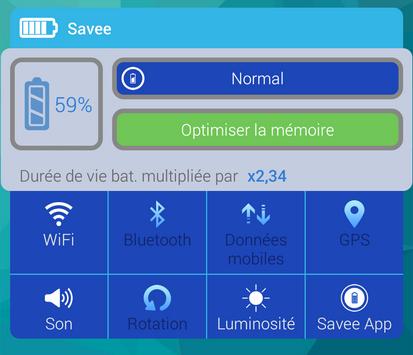 Savee
59%
Normal
Optimiser la mémoire
Durée de vie bat. multipliée par x2,34
WiFi
Bluetooth
Données
mobiles
GPS
Son
Rotation
Luminosité
Savee App